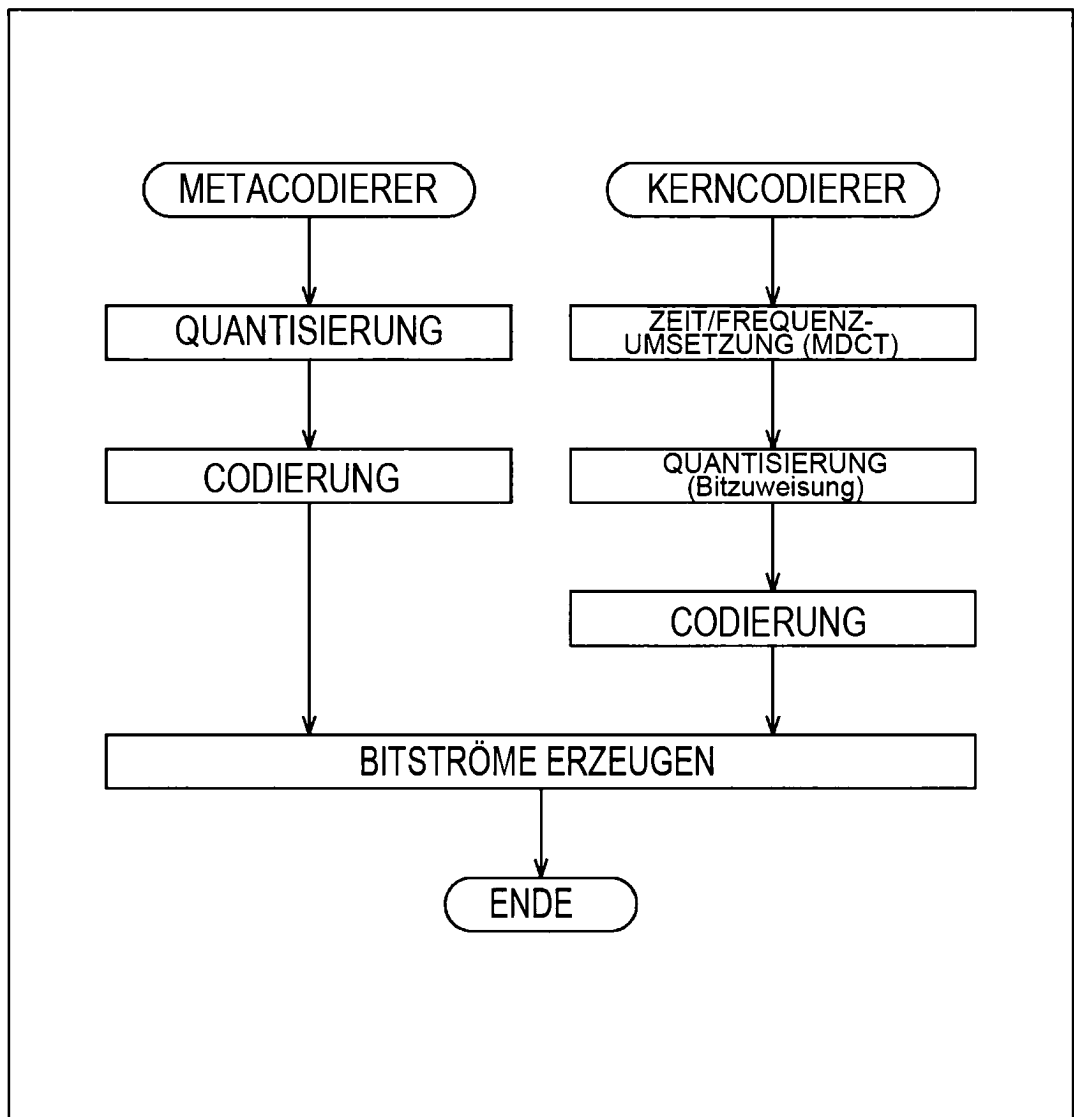 METACODIERER
KERNCODIERER
QUANTISIERUNG
ZEIT/FREQUENZ-
UMSETZUNG (MDCT)
CODIERUNG
QUANTISIERUNG
(Bitzuweisung)
CODIERUNG
BITSTRÖME ERZEUGEN
ENDE